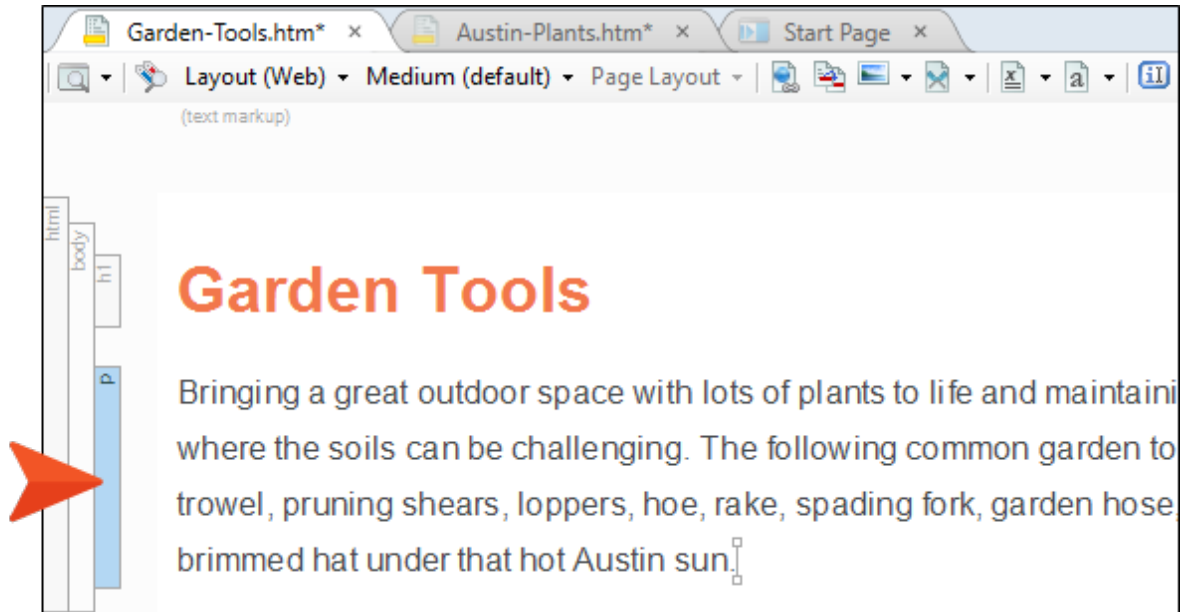 Garden-Tools.htm* × Austin-Plants.htm* × Start Page ×
Layout (Web) Medium (default) Page Layout x a iI
(text markup)
html
body
h1
Garden Tools
p
Bringing a great outdoor space with lots of plants to life and maintaini
where the soils can be challenging. The following common garden to
trowel, pruning shears, loppers, hoe, rake, spading fork, garden hose,
brimmed hat under that hot Austin sun.